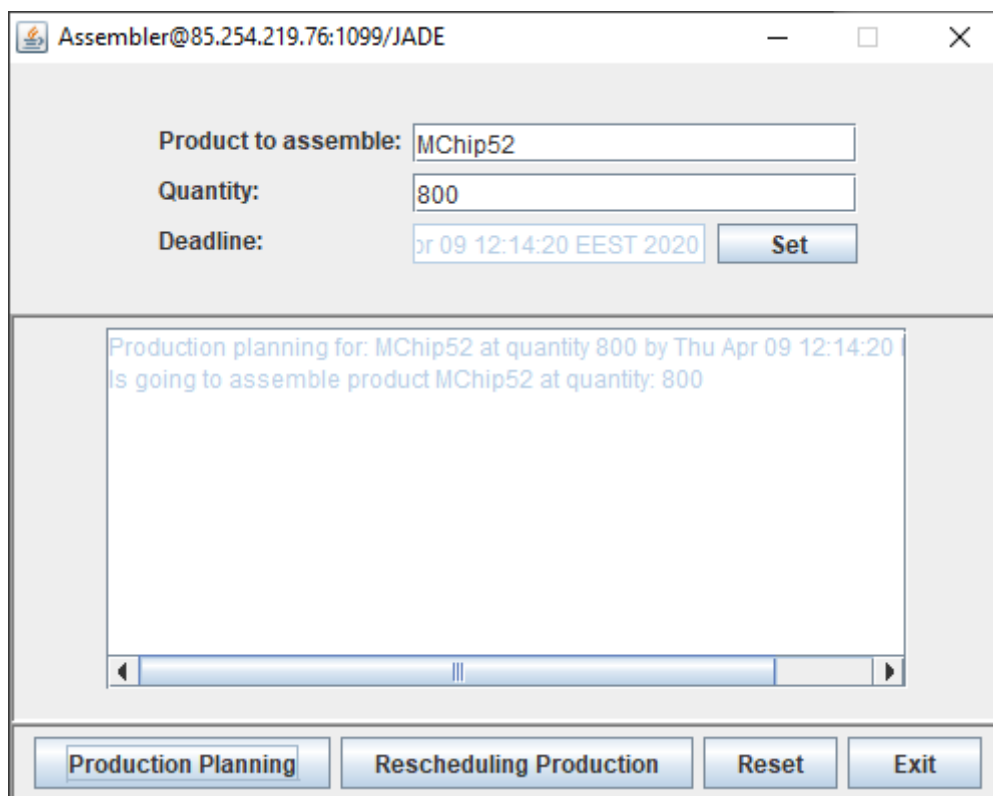 Assembler@85.254.219.76:1099/JADE
Product to assemble: MChip52
Quantity: 800
Deadline: 09 12:14:20 EEST 2020 Set
Production planning for: MChip52 at quantity 800 by Thu Apr 09 12:14:20
Is going to assemble product MChip52 at quantity: 800
Production Planning Rescheduling Production Reset Exit